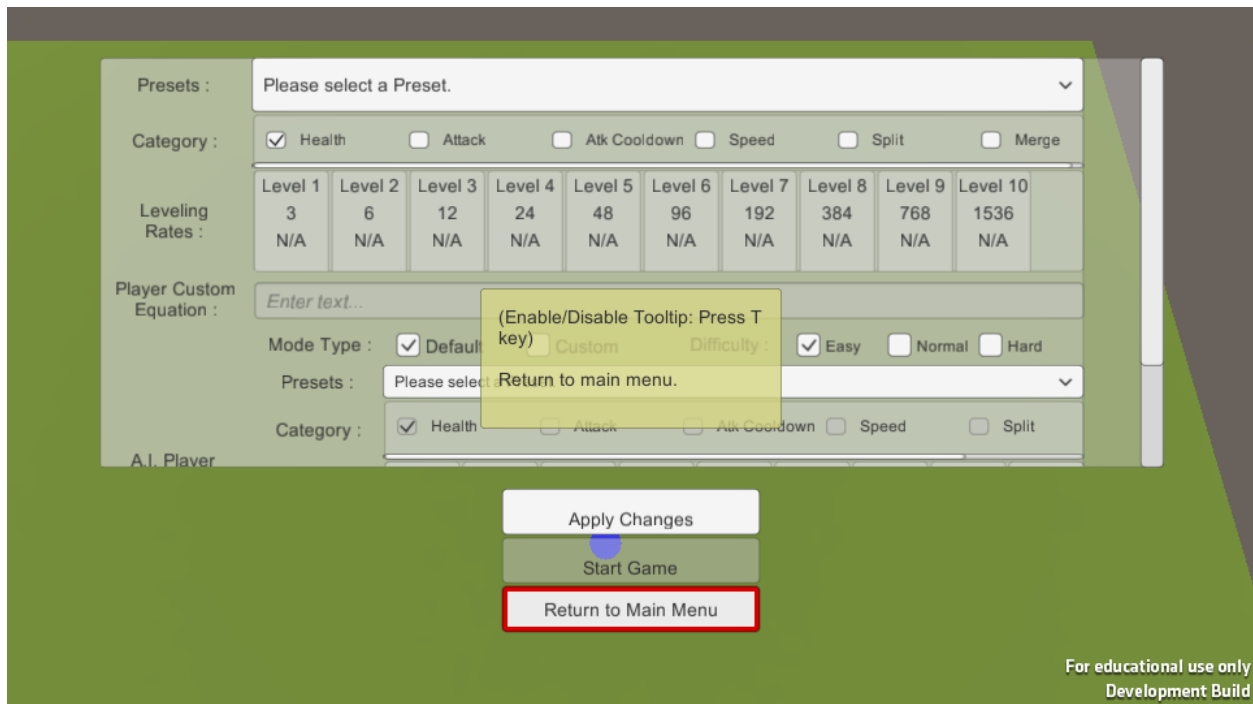 Presets :
Please select a Preset.
Category :
Health
Attack
Atk Cooldown
Speed
Split
Merge
Leveling
Rates :
Level 1 Level 2 Level 3 Level 4 Level 5 Level 6 Level 7 Level 8 Level 9 Level 10
3 6 12 24 48 96 192 384 768 1536
N/A N/A N/A N/A N/A N/A N/A N/A N/A N/A
Player Custom
Equation :
Enter text...
(Enable/Disable Tooltip: Press T
key)
Return to main menu.
Mode Type :
Default
Custom
Difficulty :
Easy
Normal
Hard
Presets :
Please select a
Category :
Health
Attack
Atk Cooldown
Speed
Split
A.I. Player
Apply Changes
Start Game
Return to Main Menu
For educational use only
Development Build